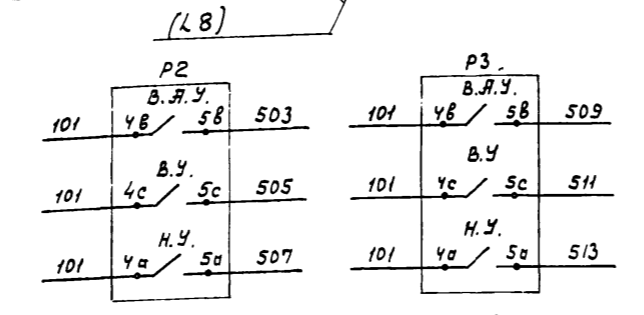 (L8)
P2
В.А.У.
101 4в 5в 503
В.У.
101 4с 5с 505
Н.У.
101 4а 5а 507
P3.
В.А.У.
101 4в 5в 509
В.У
101 4с 5с 511
Н.У.
101 4а 5а 513